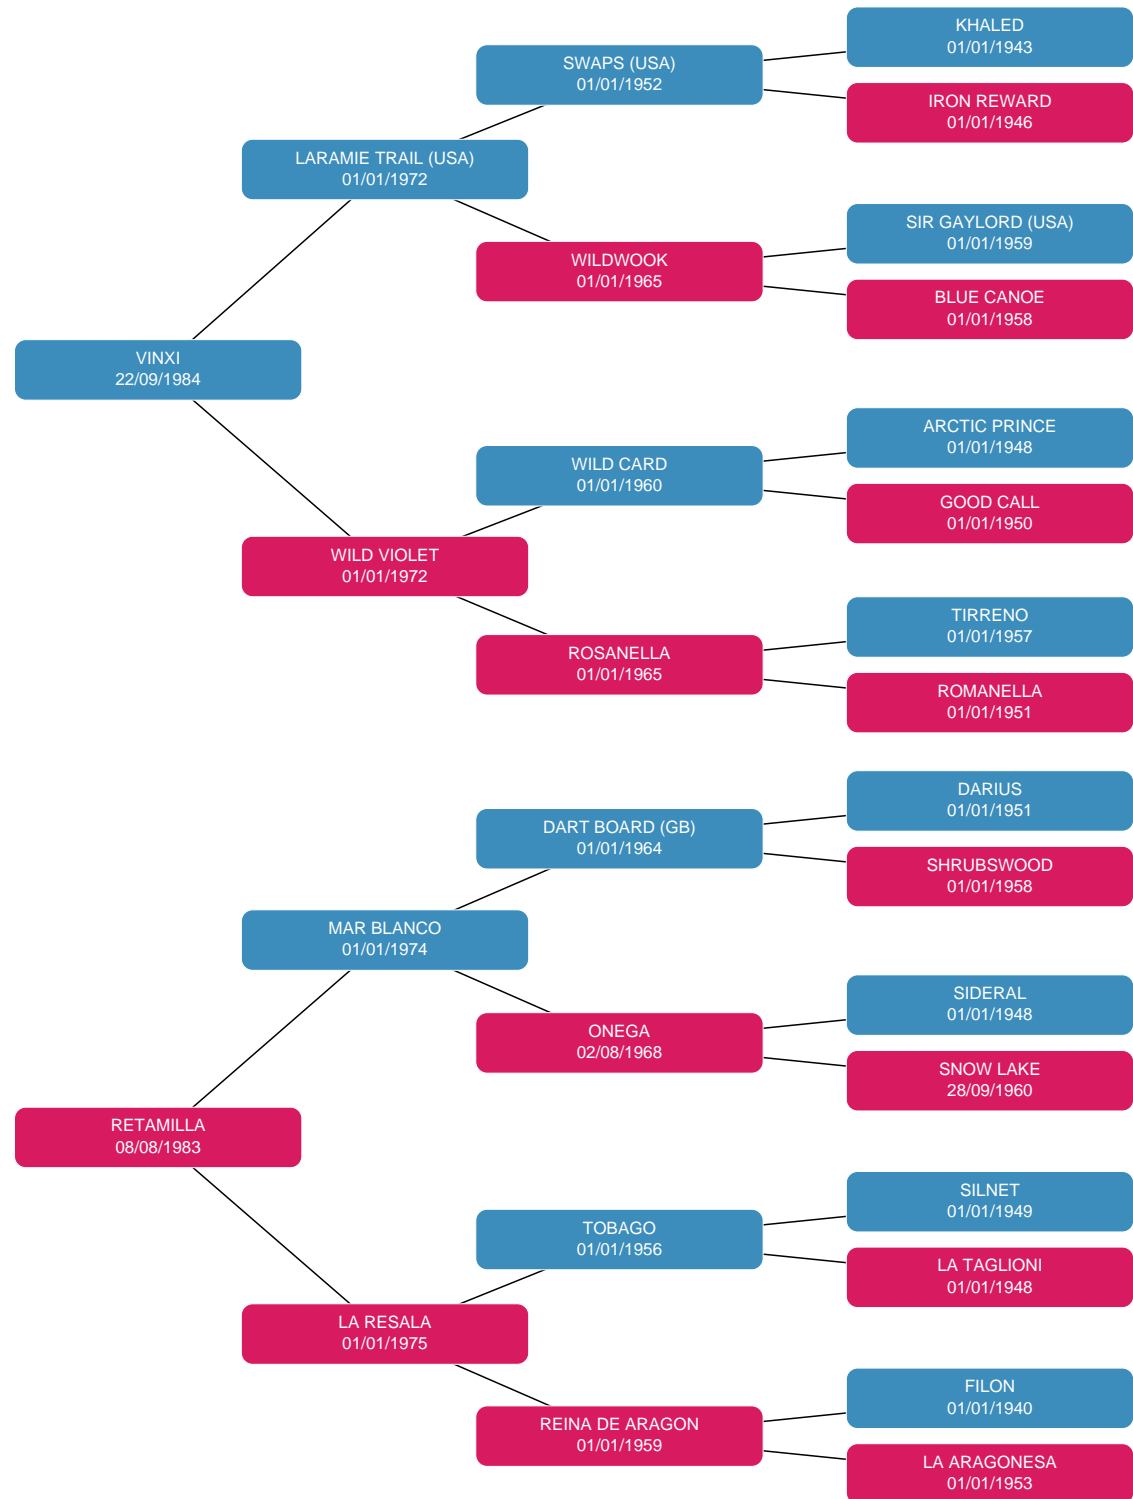 KHALED
01/01/1943
SWAPS (USA)
01/01/1952
IRON REWARD
01/01/1946
LARAMIE TRAIL (USA)
01/01/1972
SIR GAYLORD (USA)
01/01/1959
WILDWOOK
01/01/1965
BLUE CANOE
01/01/1958
VINXI
22/09/1984
ARCTIC PRINCE
01/01/1948
WILD CARD
01/01/1960
GOOD CALL
01/01/1950
WILD VIOLET
01/01/1972
TIRRENO
01/01/1957
ROSANELLA
01/01/1965
ROMANELLA
01/01/1951
DARIUS
01/01/1951
DART BOARD (GB)
01/01/1964
SHRUBSWOOD
01/01/1958
MAR BLANCO
01/01/1974
SIDERAL
01/01/1948
ONEGA
02/08/1968
SNOW LAKE
28/09/1960
RETAMILLA
08/08/1983
SILNET
01/01/1949
TOBAGO
01/01/1956
LA TAGLIONI
01/01/1948
LA RESALA
01/01/1975
FILON
01/01/1940
REINA DE ARAGON
01/01/1959
LA ARAGONESA
01/01/1953